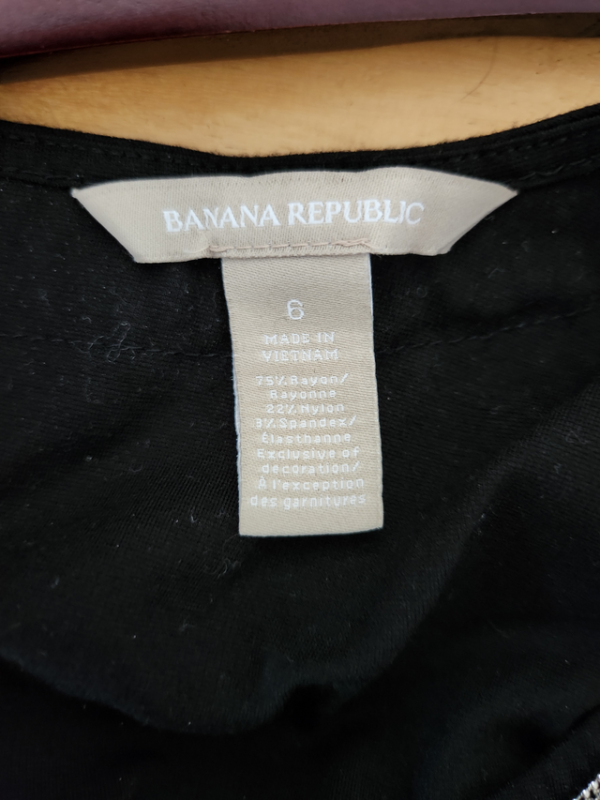 BANANA REPUBLIC
6
MADE IN
VIETNAM
75% Rayon/
Rayonne
22% Nylon
3% Spandex/
Élasthanne
Exclusive of
decoration/
À l'exception
des garnitures